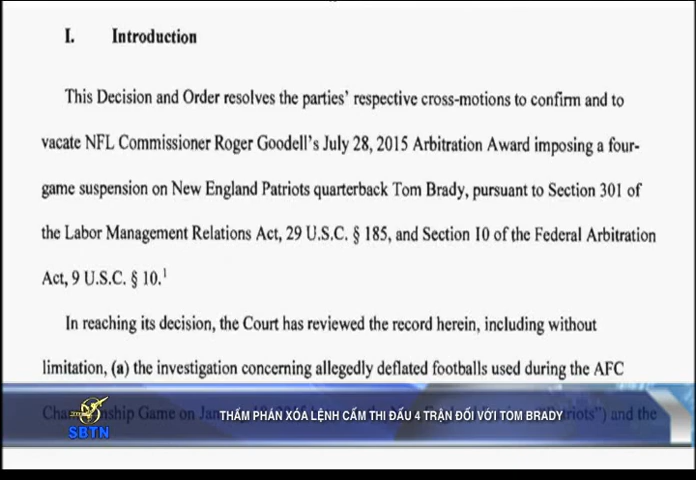 I. Introduction
This Decision and Order resolves the parties' respective cross-motions to confirm and to
vacate NFL Commissioner Roger Goodell's July 28, 2015 Arbitration Award imposing a four-
game suspension on New England Patriots quarterback Tom Brady, pursuant to Section 301 of
the Labor Management Relations Act, 29 U.S.C. § 185, and Section 10 of the Federal Arbitration
Act, 9 U.S.C. § 10.¹
In reaching its decision, the Court has reviewed the record herein, including without
limitation, (a) the investigation concerning allegedly deflated footballs used during the AFC
Game on and the
SBTN
THẨM PHÁN XÓA LỆNH CẤM THI ĐẤU 4 TRẬN ĐỐI VỚI TOM BRADY